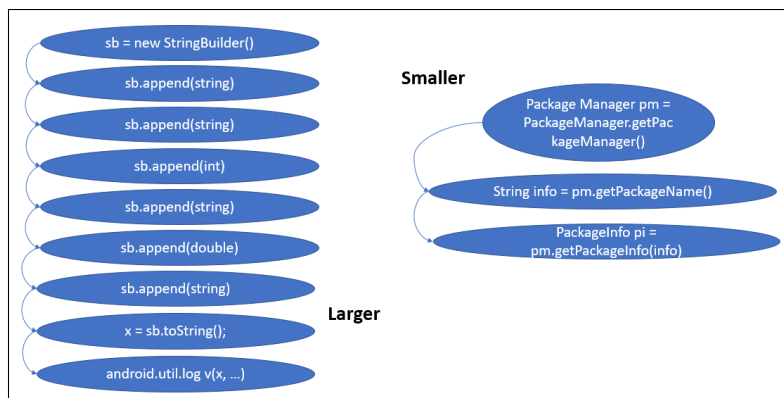 sb = new StringBuilder()
sb.append(string)
sb.append(string)
sb.append(int)
sb.append(string)
sb.append(double)
sb.append(string)
x = sb.toString();
android.util.log v(x, ...)
Larger
Smaller
Package Manager pm =
PackageManager.getPac
kageManager()
String info = pm.getPackageName()
PackageInfo pi =
pm.getPackageInfo(info)